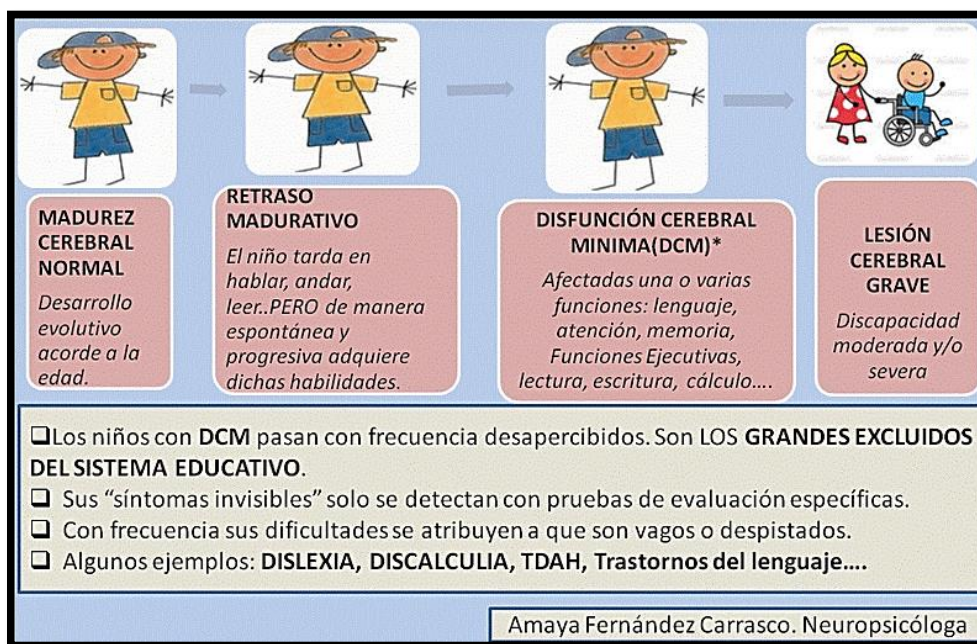 MADUREZ
CEREBRAL
NORMAL
Desarrollo
evolutivo
acorde a la
edad.
RETRASO
MADURATIVO
El niño tarda en
hablar, andar,
leer..PERO de manera
espontánea y
progresiva adquiere
dichas habilidades.
DISFUNCIÓN CEREBRAL
MINIMA(DCM)*
Afectadas una o varias
funciones: lenguaje,
atención, memoria,
Funciones Ejecutivas,
lectura, escritura, cálculo....
LESIÓN
CEREBRAL
GRAVE
Discapacidad
moderada y/o
severa
❑Los niños con DCM pasan con frecuencia desapercibidos. Son LOS GRANDES EXCLUIDOS
DEL SISTEMA EDUCATIVO.
❑ Sus “síntomas invisibles” solo se detectan con pruebas de evaluación específicas.
❑ Con frecuencia sus dificultades se atribuyen a que son vagos o despistados.
❑ Algunos ejemplos: DISLEXIA, DISCALCULIA, TDAH, Trastornos del lenguaje....
Amaya Fernández Carrasco. Neuropsicóloga